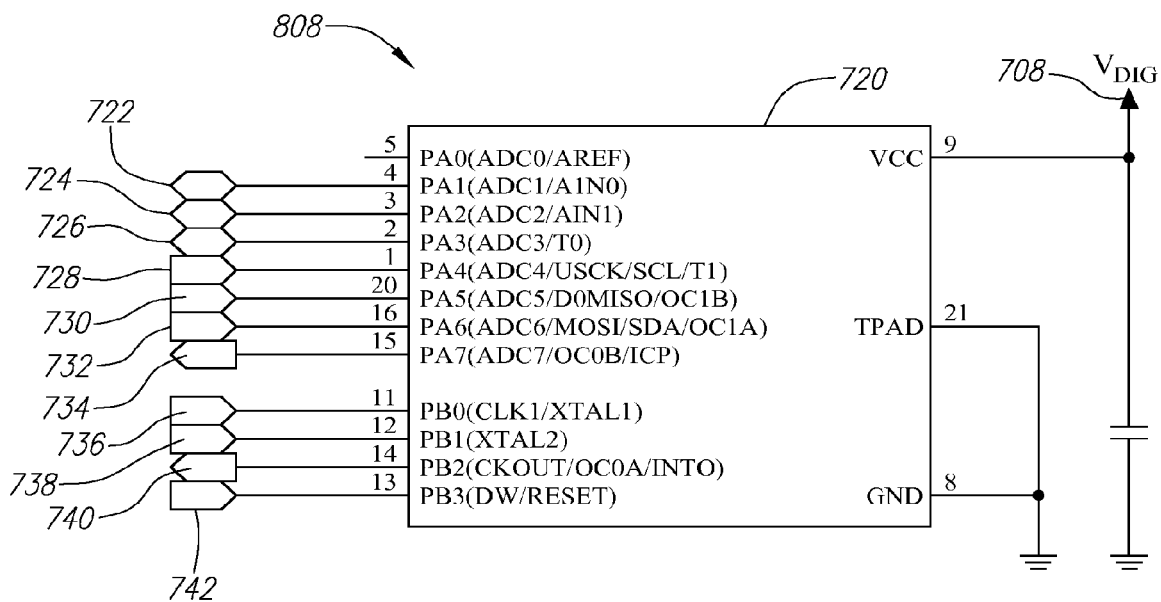 808
720
708
V_DIG
722
724
726
728
730
732
734
736
738
740
742
5 PA0(ADC0/AREF)
4 PA1(ADC1/A1N0)
3 PA2(ADC2/AIN1)
2 PA3(ADC3/T0)
1 PA4(ADC4/USCK/SCL/T1)
20 PA5(ADC5/D0MISO/OC1B)
16 PA6(ADC6/MOSI/SDA/OC1A)
15 PA7(ADC7/OC0B/ICP)
11 PB0(CLK1/XTAL1)
12 PB1(XTAL2)
14 PB2(CKOUT/OC0A/INTO)
13 PB3(DW/RESET)
VCC 9
TPAD 21
GND 8